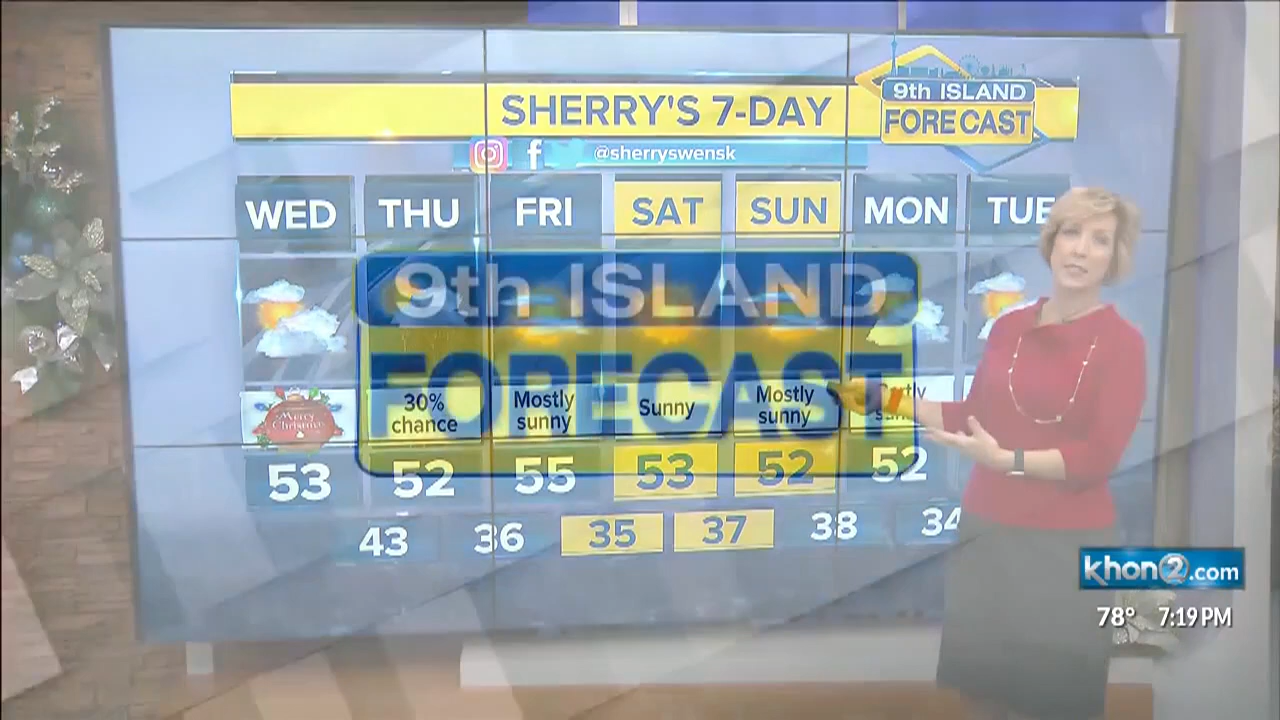 SHERRY'S 7-DAY
9th ISLAND
FORECAST
@sherryswensk
WED THU FRI SAT SUN MON TUE
9th ISLAND
FORECAST
Merry
Christmas
30%
chance
Mostly
sunny
Sunny
Mostly
sunny
Partly
53 52 55 53 52 52
43 36 35 37 38 34
khon2.com
78° 7:19 PM